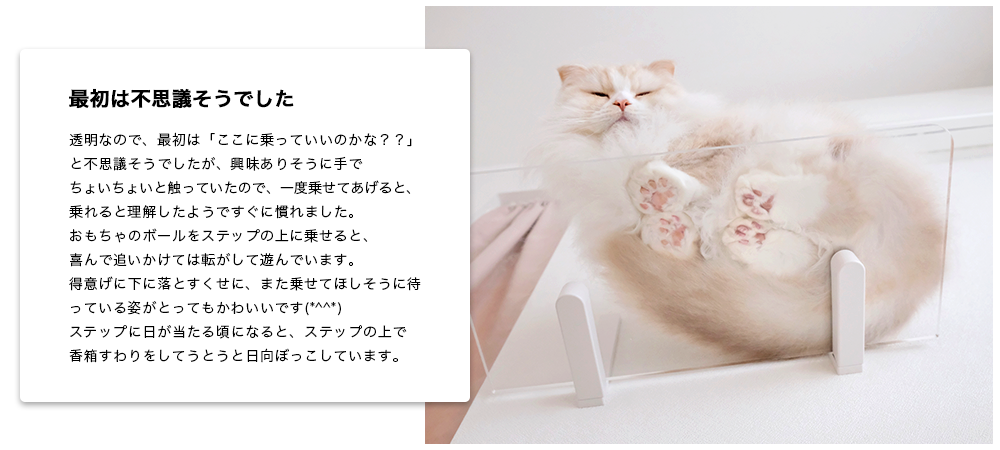 最初は不思議そうでした
透明なので、最初は「ここに乗っていいのかな？？」
と不思議そうでしたが、興味ありそうに手で
ちょいちょいと触っていたので、一度乗せてあげると、
乗れると理解したようですぐに慣れました。
おもちゃのボールをステップの上に乗せると、
喜んで追いかけては転がして遊んでいます。
得意げに下に落とすくせに、また乗せてほしそうに待
っている姿がとってもかわいいです(*^^*)
ステップに日が当たる頃になると、ステップの上で
香箱すわりをしてうとうと日向ぼっこしています。